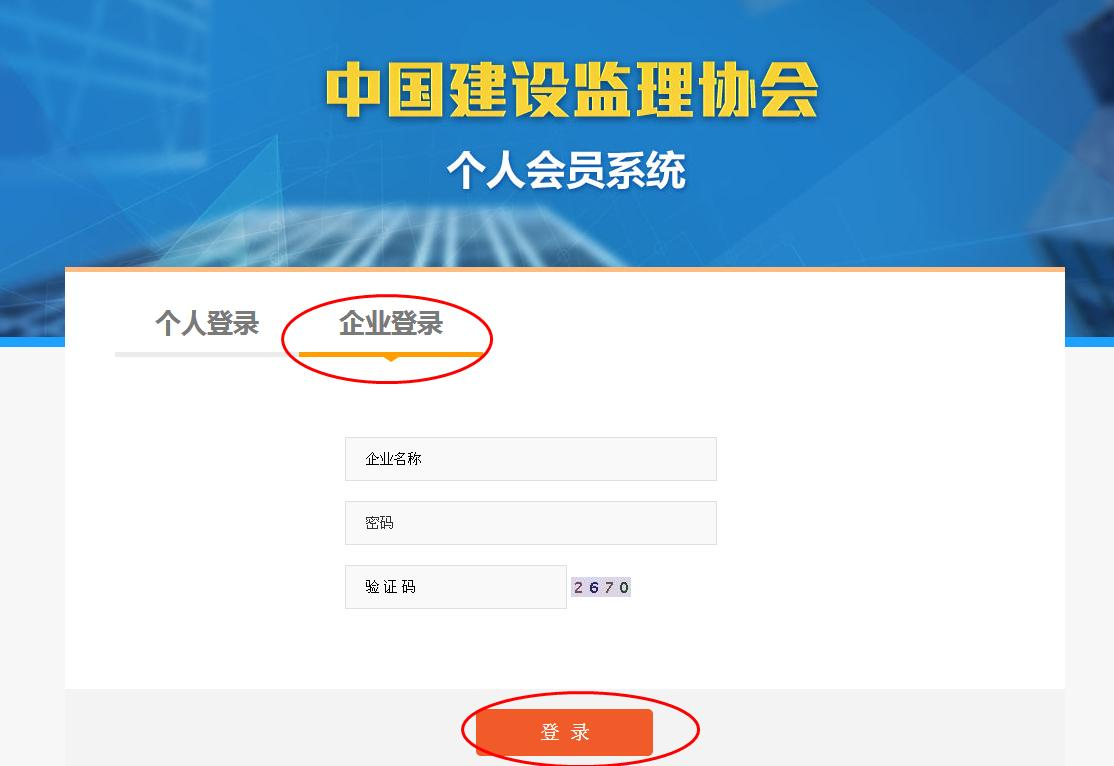 中国建设监理协会
个人会员系统
个人登录 企业登录
企业名称
密码
验 证 码 2670
登 录